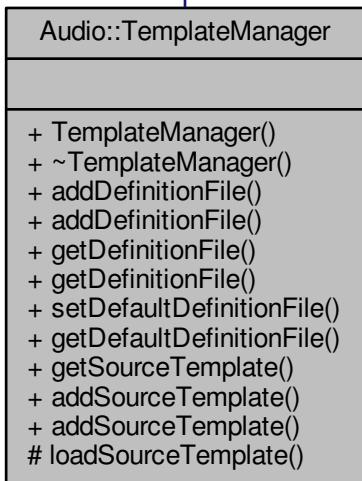 Audio::TemplateManager
+ TemplateManager()
+ ~TemplateManager()
+ addDefinitionFile()
+ addDefinitionFile()
+ getDefinitionFile()
+ getDefinitionFile()
+ setDefaultDefinitionFile()
+ getDefaultDefinitionFile()
+ getSourceTemplate()
+ addSourceTemplate()
+ addSourceTemplate()
# loadSourceTemplate()